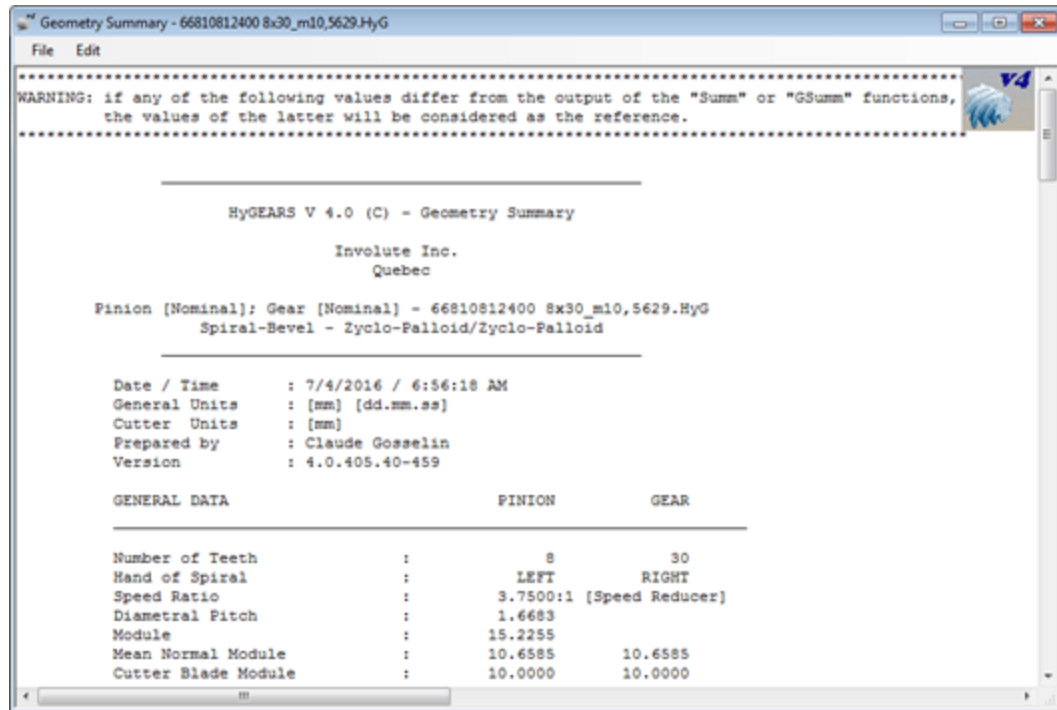 Geometry Summary - 66810812400 8x30_m10,5629.HyG
File Edit
V4
WARNING: if any of the following values differ from the output of the "Summ" or "GSumm" functions,
the values of the latter will be considered as the reference.
HyGEARS V 4.0 (C) - Geometry Summary
Involute Inc.
Quebec
Pinion [Nominal]; Gear [Nominal] - 66810812400 8x30_m10,5629.HyG
Spiral-Bevel - Zyclo-Palloid/Zyclo-Palloid
Date / Time : 7/4/2016 / 6:56:18 AM
General Units : [mm] [dd.mm.ss]
Cutter Units : [mm]
Prepared by : Claude Gosselin
Version : 4.0.405.40-459
GENERAL DATA PINION GEAR
Number of Teeth : 8 30
Hand of Spiral : LEFT RIGHT
Speed Ratio : 3.7500:1 [Speed Reducer]
Diametral Pitch : 1.6683
Module : 15.2255
Mean Normal Module : 10.6585 10.6585
Cutter Blade Module : 10.0000 10.0000